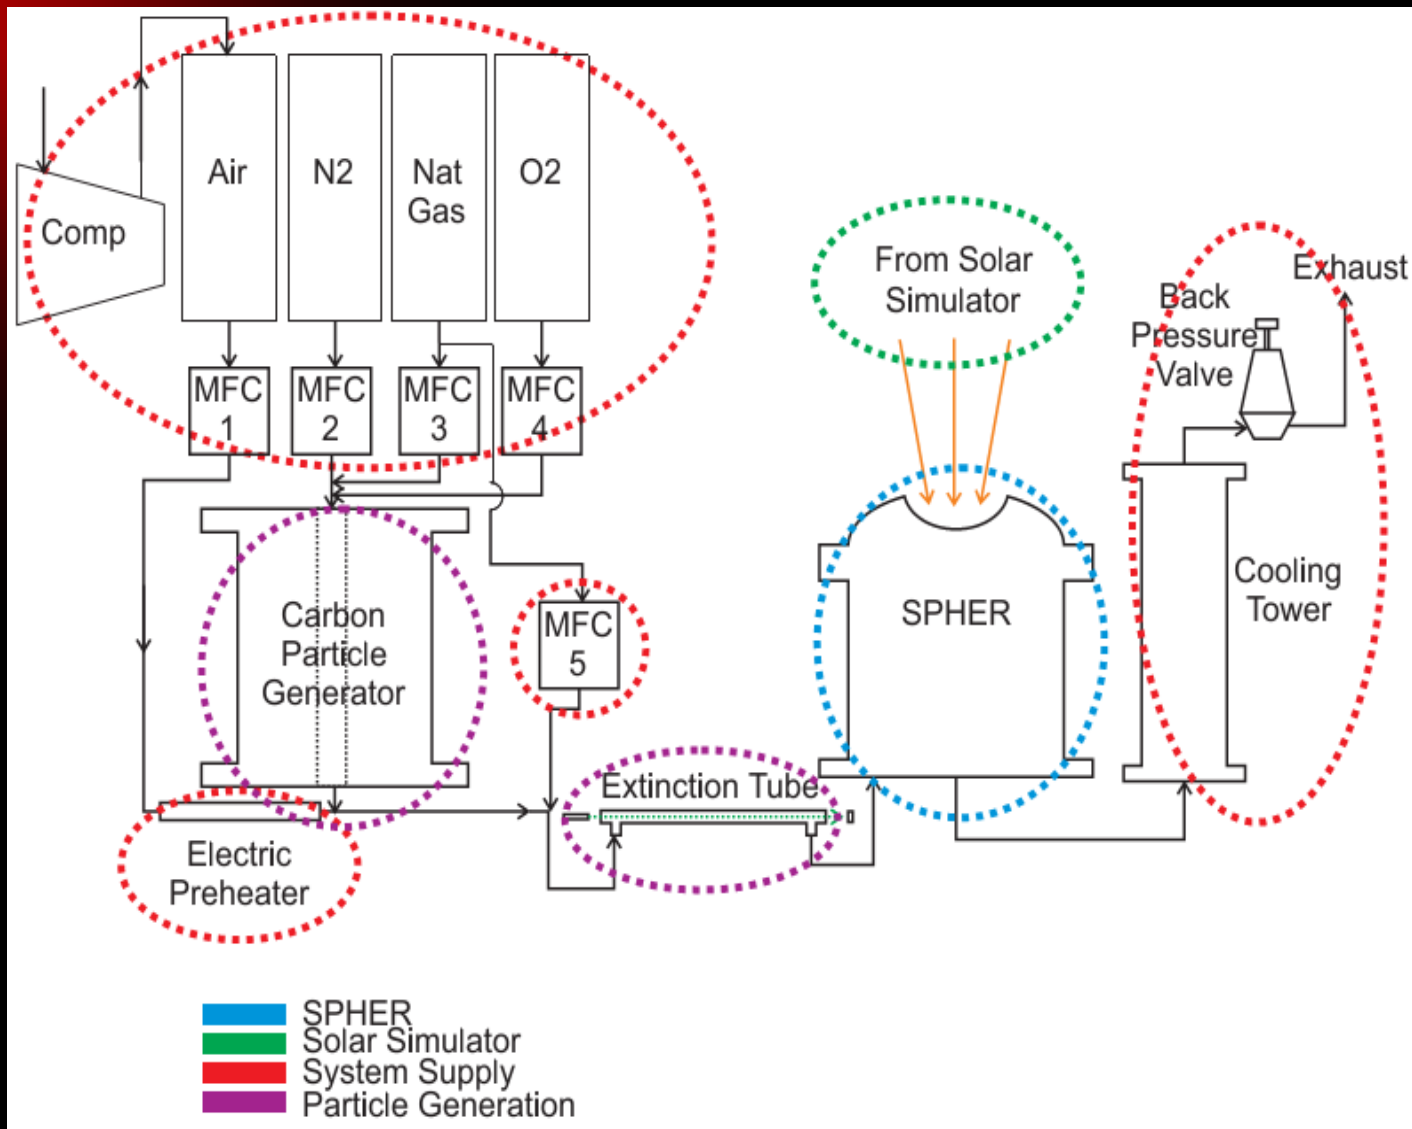 Comp
Air
N2
Nat
Gas
O2
MFC
1
MFC
2
MFC
3
MFC
4
From Solar
Simulator
Exhaust
Back
Pressure
Valve
Carbon
Particle
Generator
MFC
5
SPHER
Cooling
Tower
Extinction Tube
Electric
Preheater
SPHER
Solar Simulator
System Supply
Particle Generation